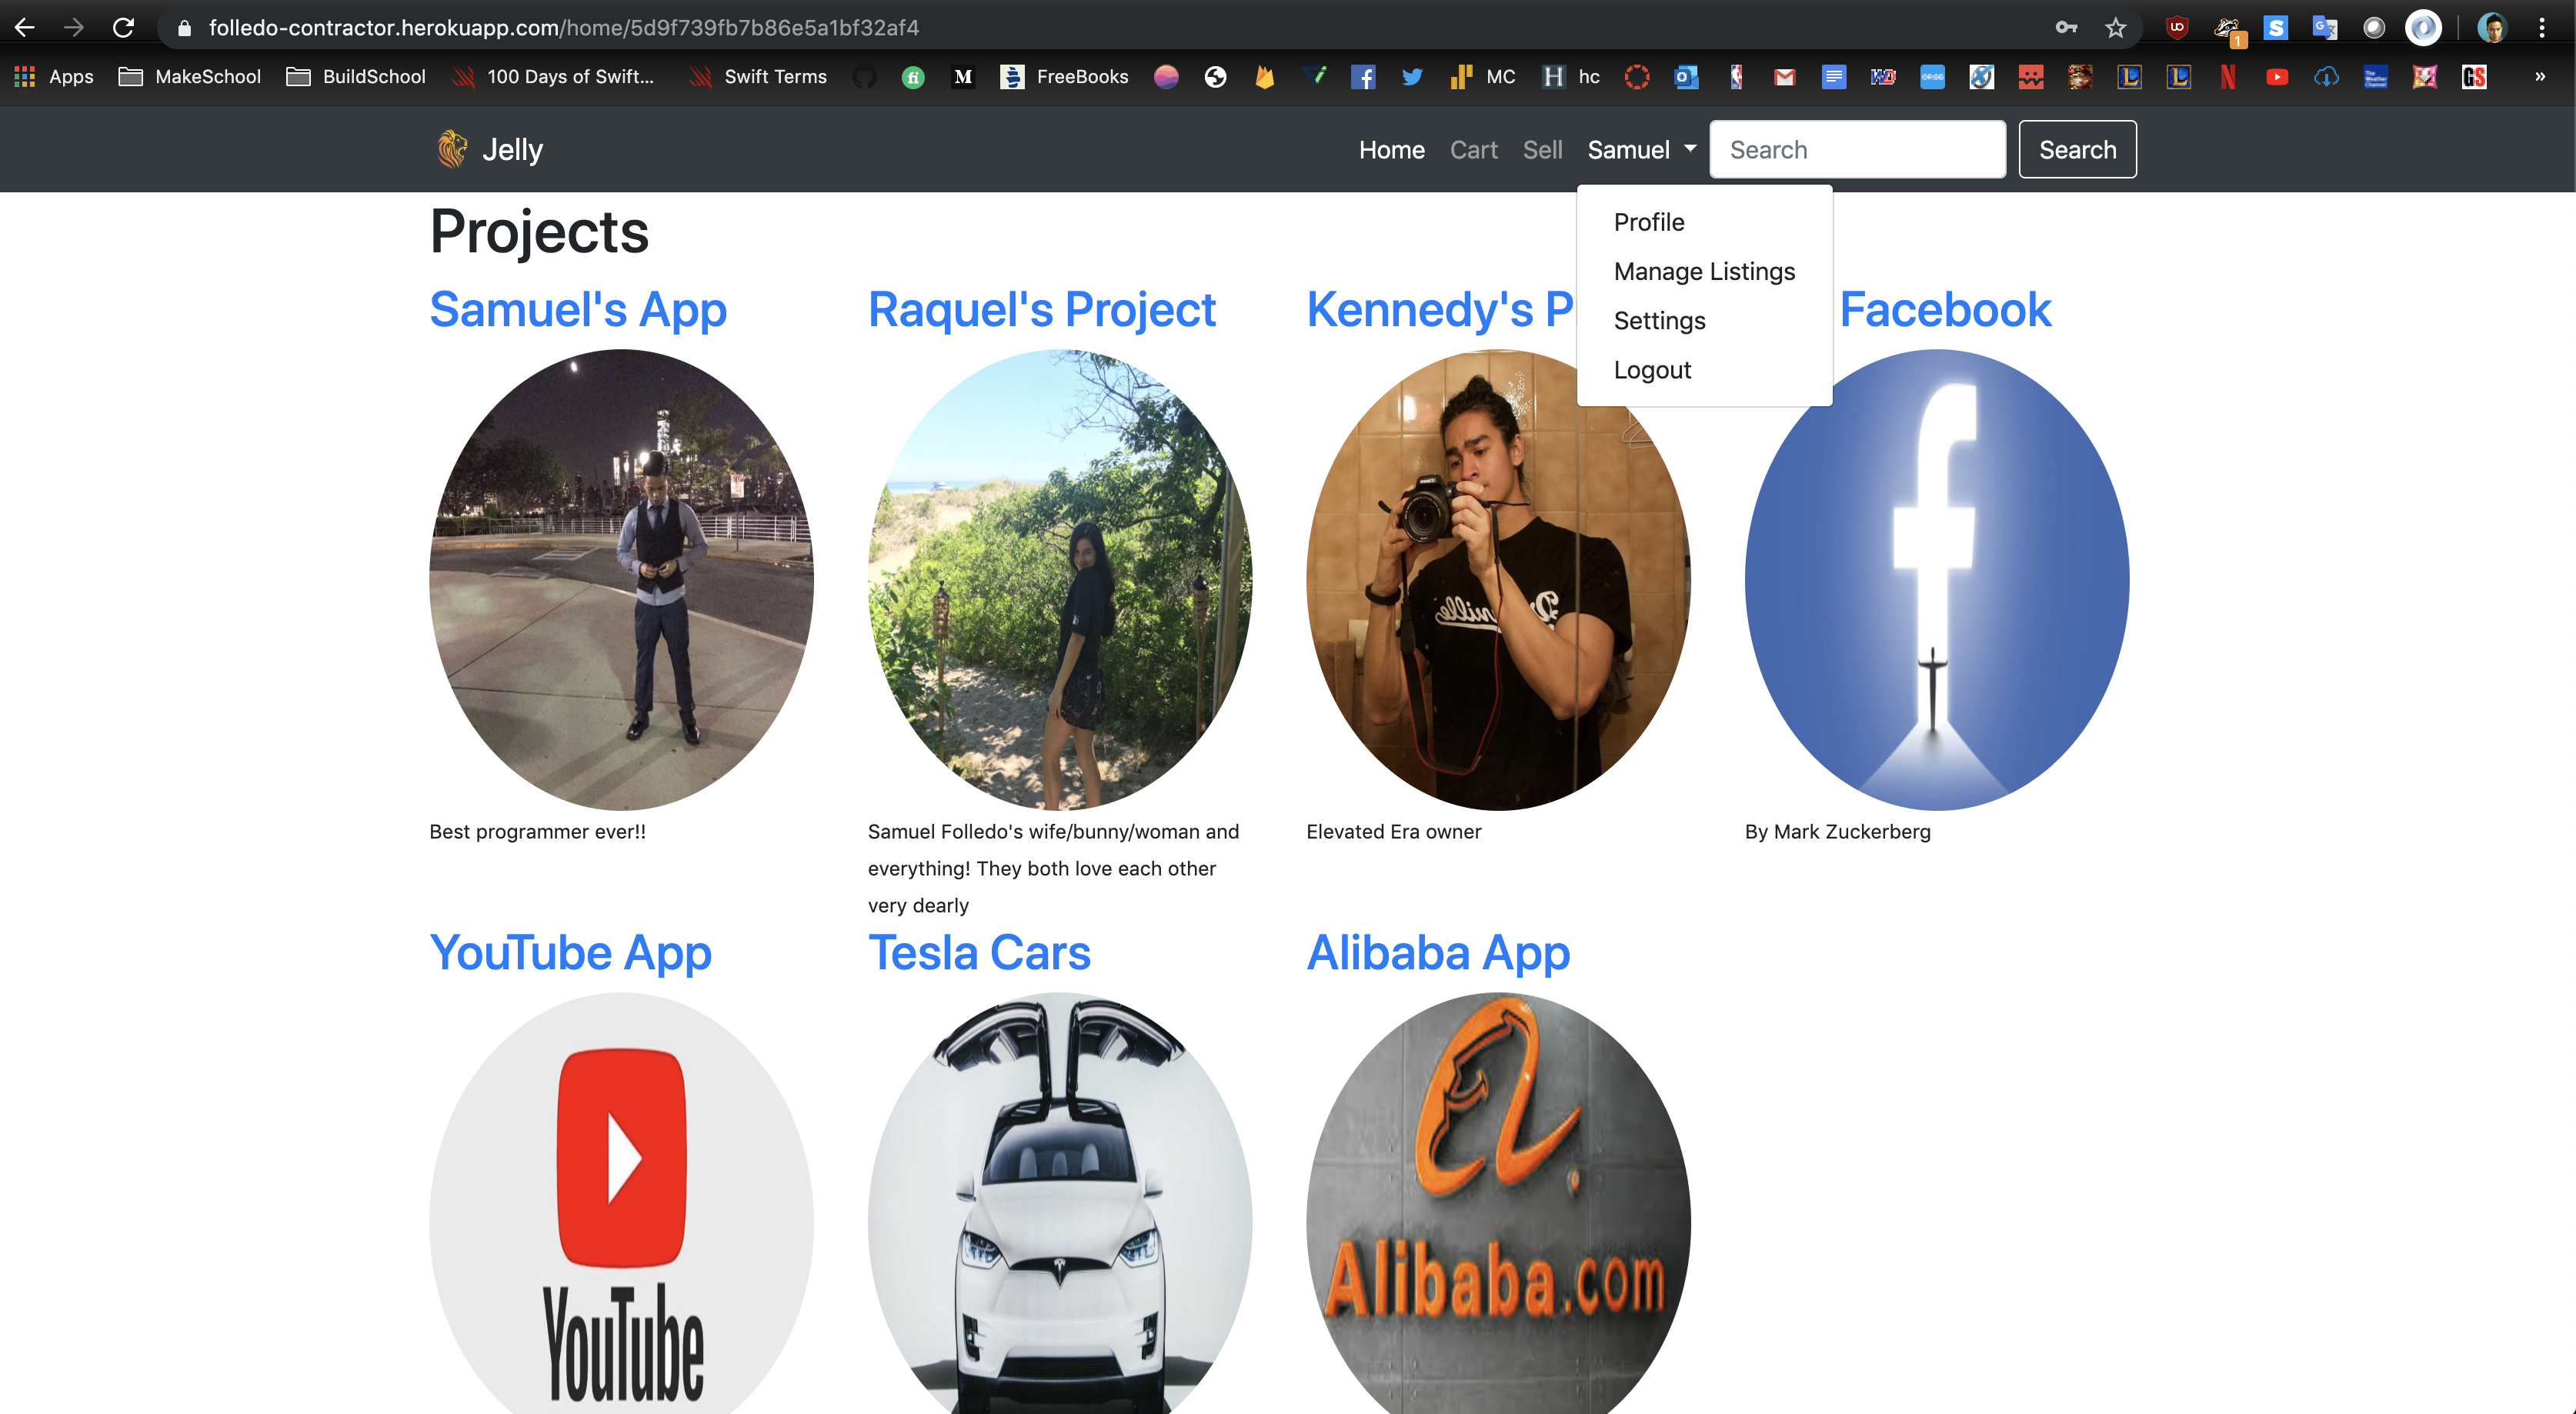 folledo-contractor.herokuapp.com/home/5d9f739fb7b86e5a1bf32af4
Apps MakeSchool BuildSchool 100 Days of Swift... Swift Terms FreeBooks MC hc »
Jelly Home Cart Sell Samuel Search Search
Profile
Manage Listings
Settings
Logout
Projects
Samuel's App Raquel's Project Kennedy's P Facebook
Best programmer ever!!
Samuel Folledo's wife/bunny/woman and
everything! They both love each other
very dearly
Elevated Era owner
By Mark Zuckerberg
YouTube App Tesla Cars Alibaba App
YouTube
Alibaba.com